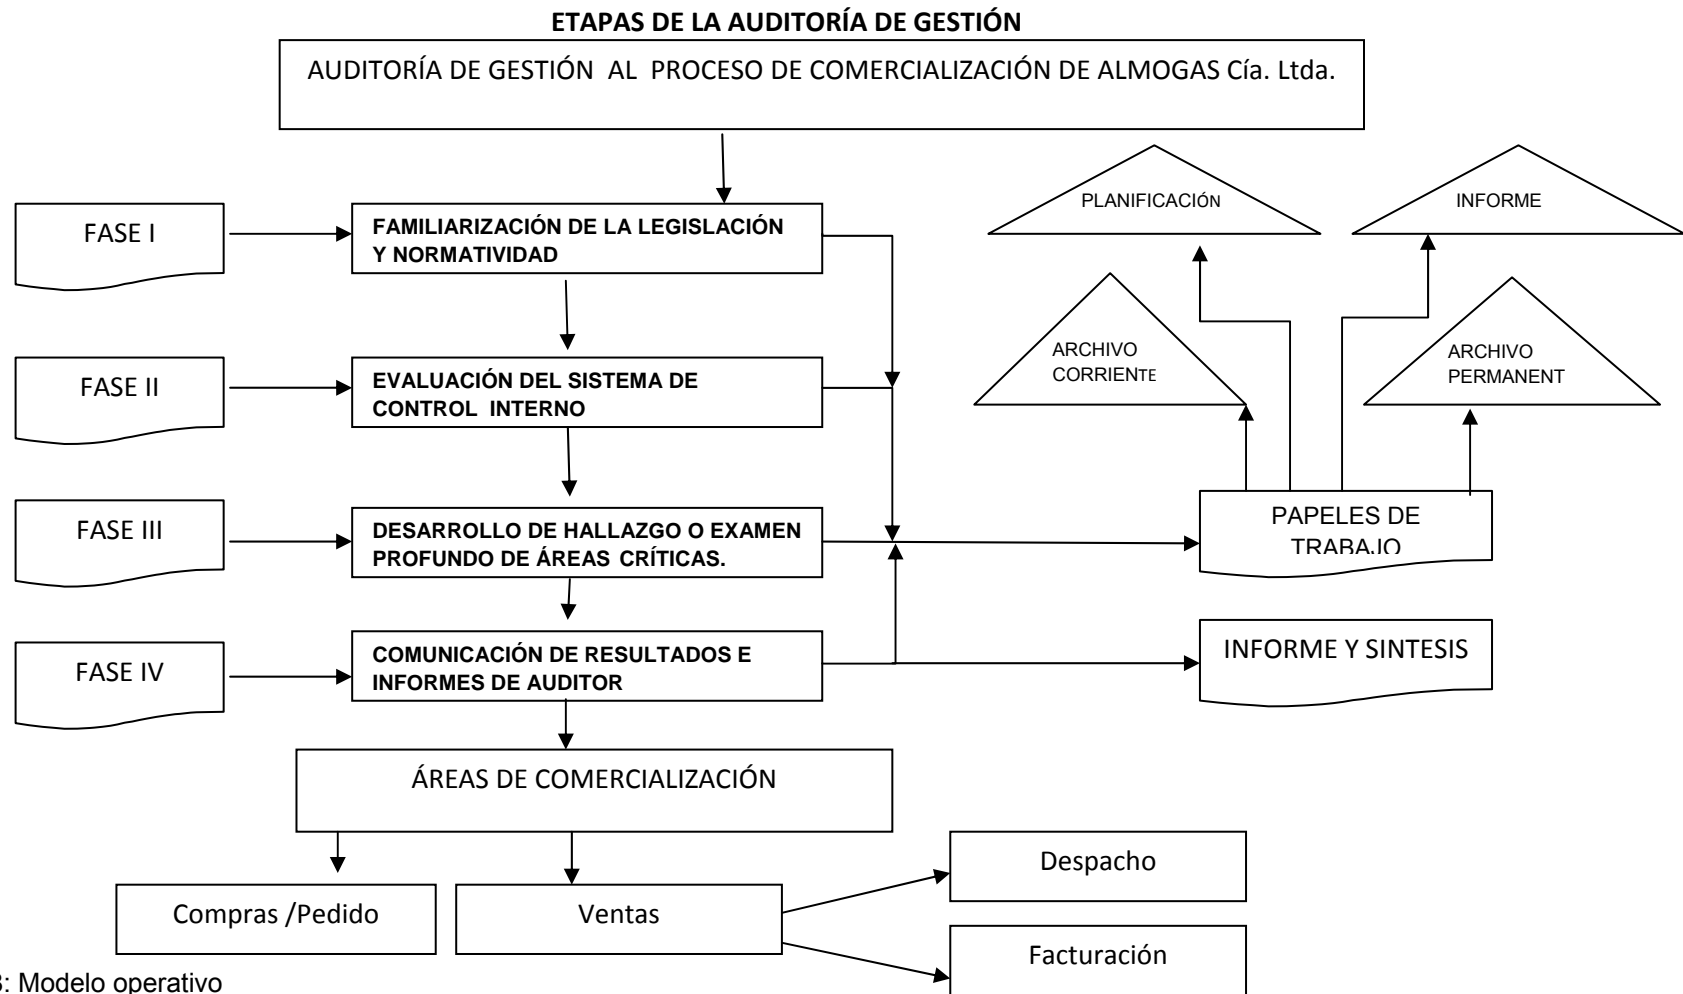 ETAPAS DE LA AUDITORÍA DE GESTIÓN
AUDITORÍA DE GESTIÓN AL PROCESO DE COMERCIALIZACIÓN DE ALMOGAS Cía. Ltda.
PLANIFICACIÓN
INFORME
FASE I
FAMILIARIZACIÓN DE LA LEGISLACIÓN
Y NORMATIVIDAD
ARCHIVO
CORRIENTE
ARCHIVO
PERMANENT
FASE II
EVALUACIÓN DEL SISTEMA DE
CONTROL INTERNO
FASE III
DESARROLLO DE HALLAZGO O EXAMEN
PROFUNDO DE ÁREAS CRÍTICAS.
PAPELES DE
TRABAJO
FASE IV
COMUNICACIÓN DE RESULTADOS E
INFORMES DE AUDITOR
INFORME Y SINTESIS
ÁREAS DE COMERCIALIZACIÓN
Compras /Pedido
Ventas
Despacho
Facturación
: Modelo operativo